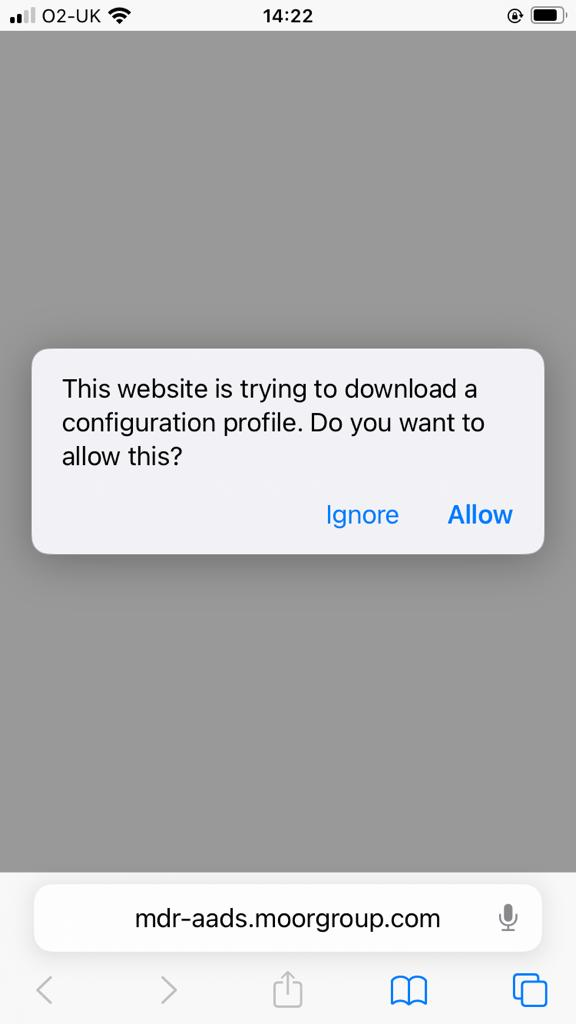 O2-UK 14:22
This website is trying to download a
configuration profile. Do you want to
allow this?
Ignore Allow
mdr-aads.moorgroup.com